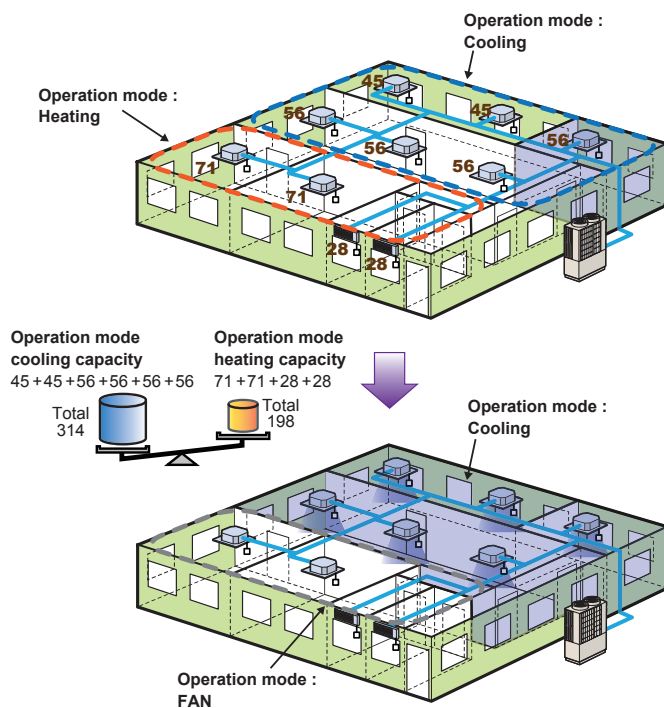 Operation mode :
Cooling
Operation mode :
Heating
45
45
56
56
56
56
71
71
28
28
Operation mode
cooling capacity
45+45+56+56+56+56
Total
314
Operation mode
heating capacity
71+71+28+28
Total
198
Operation mode :
Cooling
Operation mode :
FAN